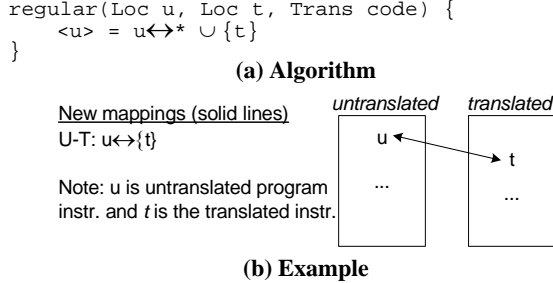 regular(Loc u, Loc t, Trans code) {
<u> = u↔* ∪ {t}
}
(a) Algorithm
New mappings (solid lines)
U-T: u↔{t}
Note: u is untranslated program
instr. and t is the translated instr.
untranslated translated
u
t
...
...
(b) Example